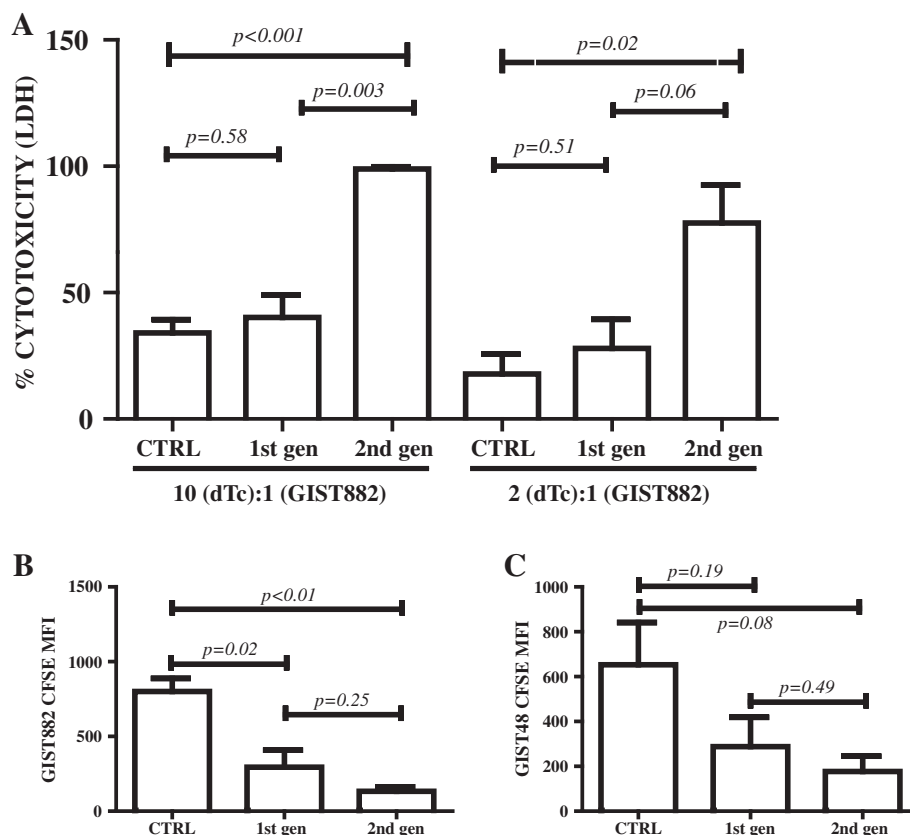 A
% CYTOTOXICITY (LDH)
150
100
50
0
p<0.001
p=0.003
p=0.58
p=0.02
p=0.06
p=0.51
CTRL 1st gen 2nd gen CTRL 1st gen 2nd gen
10 (dTc):1 (GIST882) 2 (dTc):1 (GIST882)
B
GIST882 CFSE MFI
1500
1000
500
0
p<0.01
p=0.02
p=0.25
CTRL 1st gen 2nd gen
C
GIST48 CFSE MFI
1000
800
600
400
200
0
p=0.19
p=0.08
p=0.49
CTRL 1st gen 2nd gen